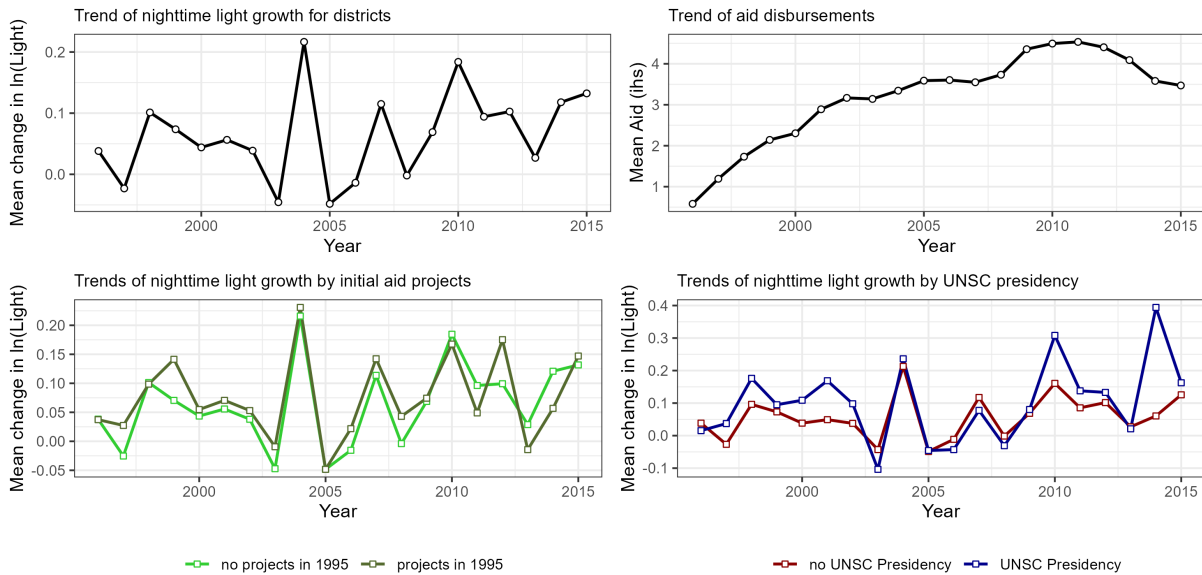 Trend of nighttime light growth for districts
Mean change in ln(Light)
0.2
0.1
0.0
2000
2005
2010
2015
Year
Trend of aid disbursements
Mean Aid (ihs)
4
3
2
1
2000
2005
2010
2015
Year
Trends of nighttime light growth by initial aid projects
Mean change in ln(Light)
0.20
0.15
0.10
0.05
0.00
-0.05
2000
2005
2010
2015
Year
no projects in 1995
projects in 1995
Trends of nighttime light growth by UNSC presidency
Mean change in ln(Light)
0.4
0.3
0.2
0.1
0.0
-0.1
2000
2005
2010
2015
Year
no UNSC Presidency
UNSC Presidency